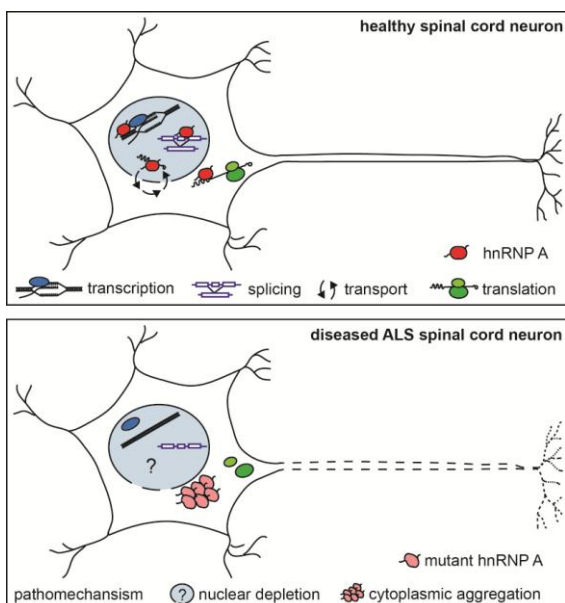 healthy spinal cord neuron
hnRNP A
transcription splicing transport translation
diseased ALS spinal cord neuron
?
mutant hnRNP A
pathomechansism ? nuclear depletion cytoplasmic aggregation